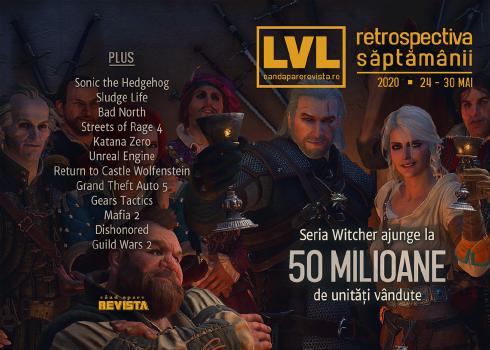 LVL
candaparerevista.ro
retrospectiva
săptămânii
2020 ■ 24 - 30 MAI
PLUS
Sonic the Hedgehog
Sludge Life
Bad North
Streets of Rage 4
Katana Zero
Unreal Engine
Return to Castle Wolfenstein
Grand Theft Auto 5
Gears Tactics
Mafia 2
Dishonored
Guild Wars 2
Seria Witcher ajunge la
50 MILIOANE
de unități vândute
când apare
REVISTA